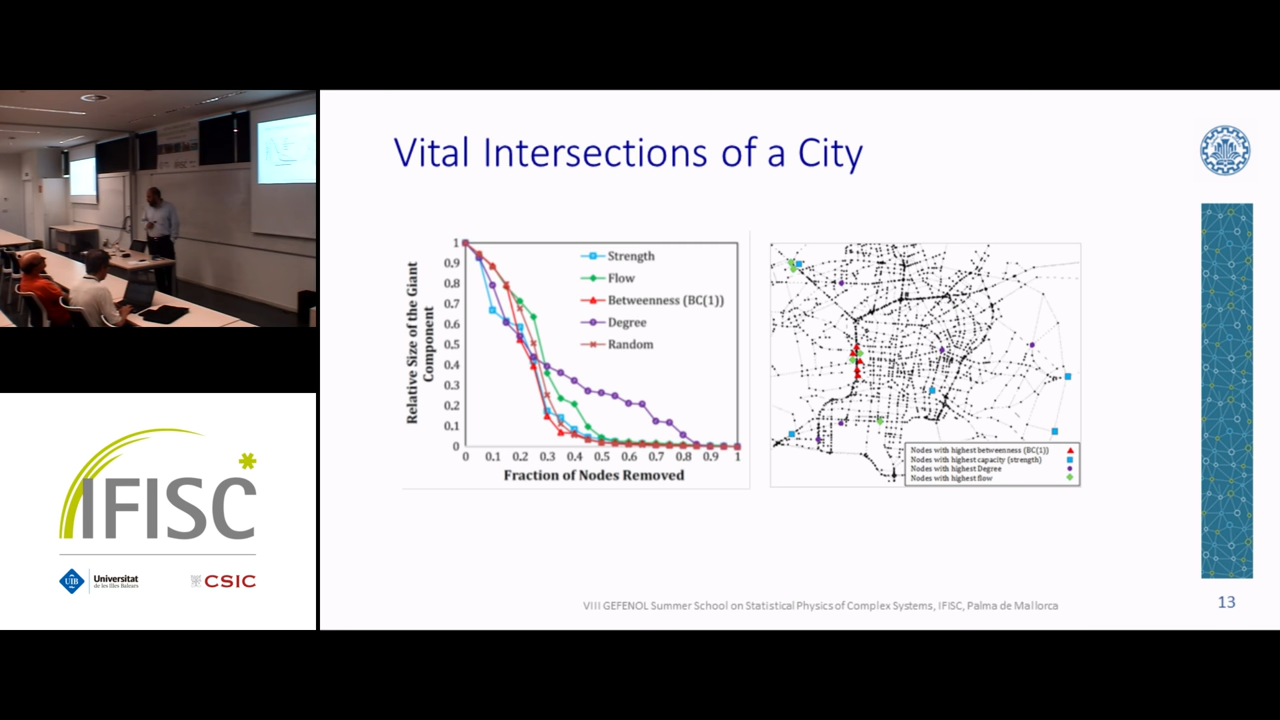 Vital Intersections of a City
Relative Size of the Giant
Component
1
0,9
0,8
0,7
0,6
0,5
0,4
0,3
0,2
0,1
0
Strength
Flow
Betweenness (BC(1))
Degree
Random
0 0,1 0,2 0,3 0,4 0,5 0,6 0,7 0,8 0,9 1
Fraction of Nodes Removed
Nodes with highest betweenness (BC(1))
Nodes with highest capacity (strength)
Nodes with highest Degree
Nodes with highest flow
IFISC
UIB
Universitat
de les Illes Balears
CSIC
VIII GEFENOL Summer School on Statistical Physics of Complex Systems, IFISC, Palma de Mallorca
13